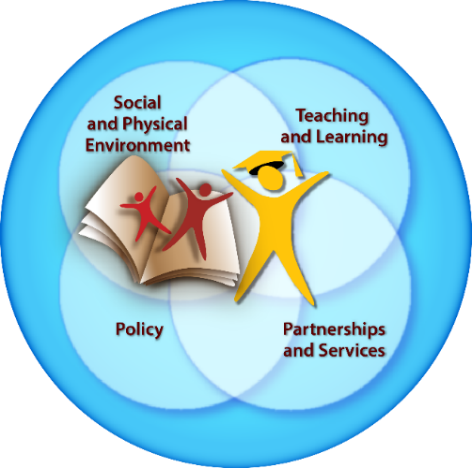 Social
and Physical
Environment
Teaching
and Learning
Policy
Partnerships
and Services